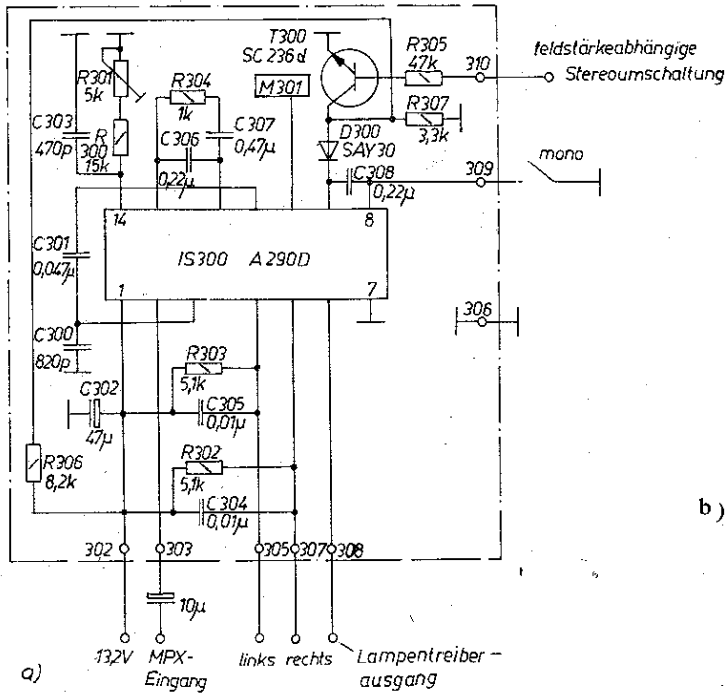 T300
SC 236 d
R305
47k
310
feldstärkeabhängige
Stereoumschaltung
R301
5k
R304
1k
M301
C303
470p
R
300
15k
C306
0,22µ
C307
0,47µ
D300
SAY30
R307
3,3k
309
mono
C308
0,22µ
14
8
C301
0,047µ
IS300 A290D
1
7
306
C300
820p
R303
5,1k
C302
47µ
C305
0,01µ
R302
5,1k
R306
8,2k
C304
0,01µ
b)
302
303
305
307
308
10µ
13,2V
MPX-
Eingang
links
rechts
Lampentreiber-
ausgang
a)